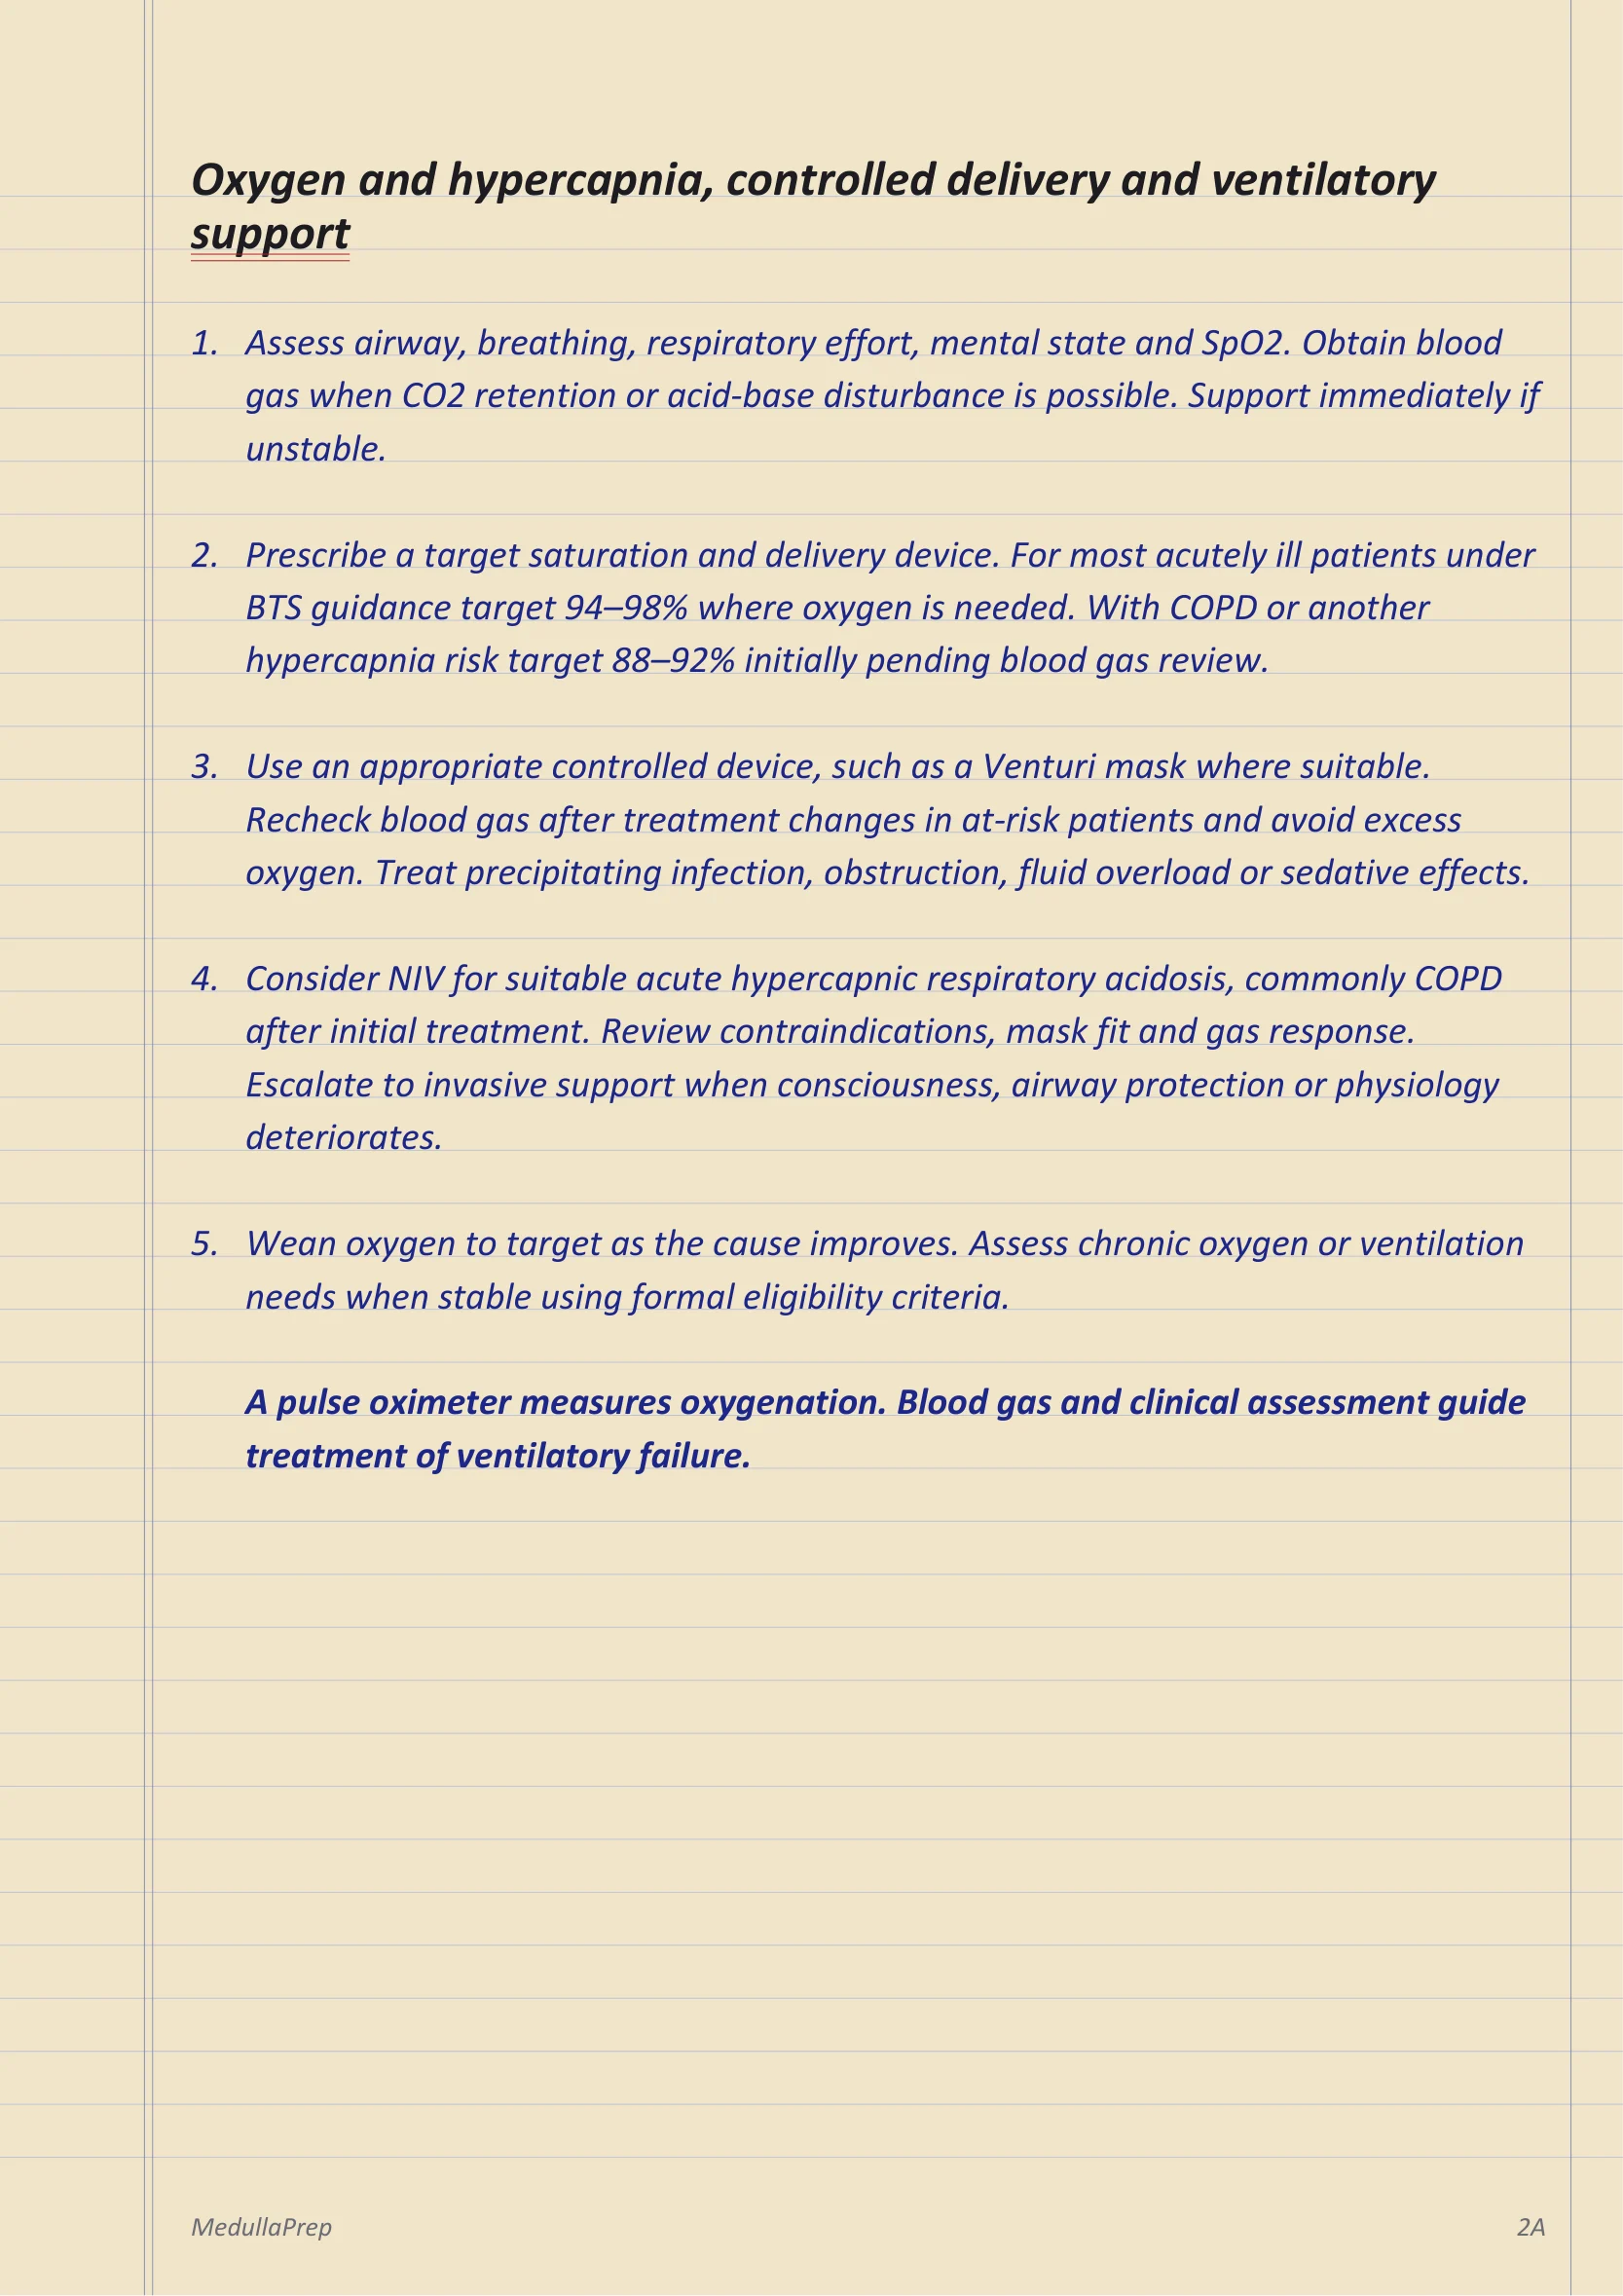 Oxygen and hypercapnia, controlled delivery and ventilatory
support
1. Assess airway, breathing, respiratory effort, mental state and SpO2. Obtain blood
gas when CO2 retention or acid-base disturbance is possible. Support immediately if
unstable.
2. Prescribe a target saturation and delivery device. For most acutely ill patients under
BTS guidance target 94–98% where oxygen is needed. With COPD or another
hypercapnia risk target 88–92% initially pending blood gas review.
3. Use an appropriate controlled device, such as a Venturi mask where suitable.
Recheck blood gas after treatment changes in at-risk patients and avoid excess
oxygen. Treat precipitating infection, obstruction, fluid overload or sedative effects.
4. Consider NIV for suitable acute hypercapnic respiratory acidosis, commonly COPD
after initial treatment. Review contraindications, mask fit and gas response.
Escalate to invasive support when consciousness, airway protection or physiology
deteriorates.
5. Wean oxygen to target as the cause improves. Assess chronic oxygen or ventilation
needs when stable using formal eligibility criteria.
A pulse oximeter measures oxygenation. Blood gas and clinical assessment guide
treatment of ventilatory failure.
MedullaPrep
2A